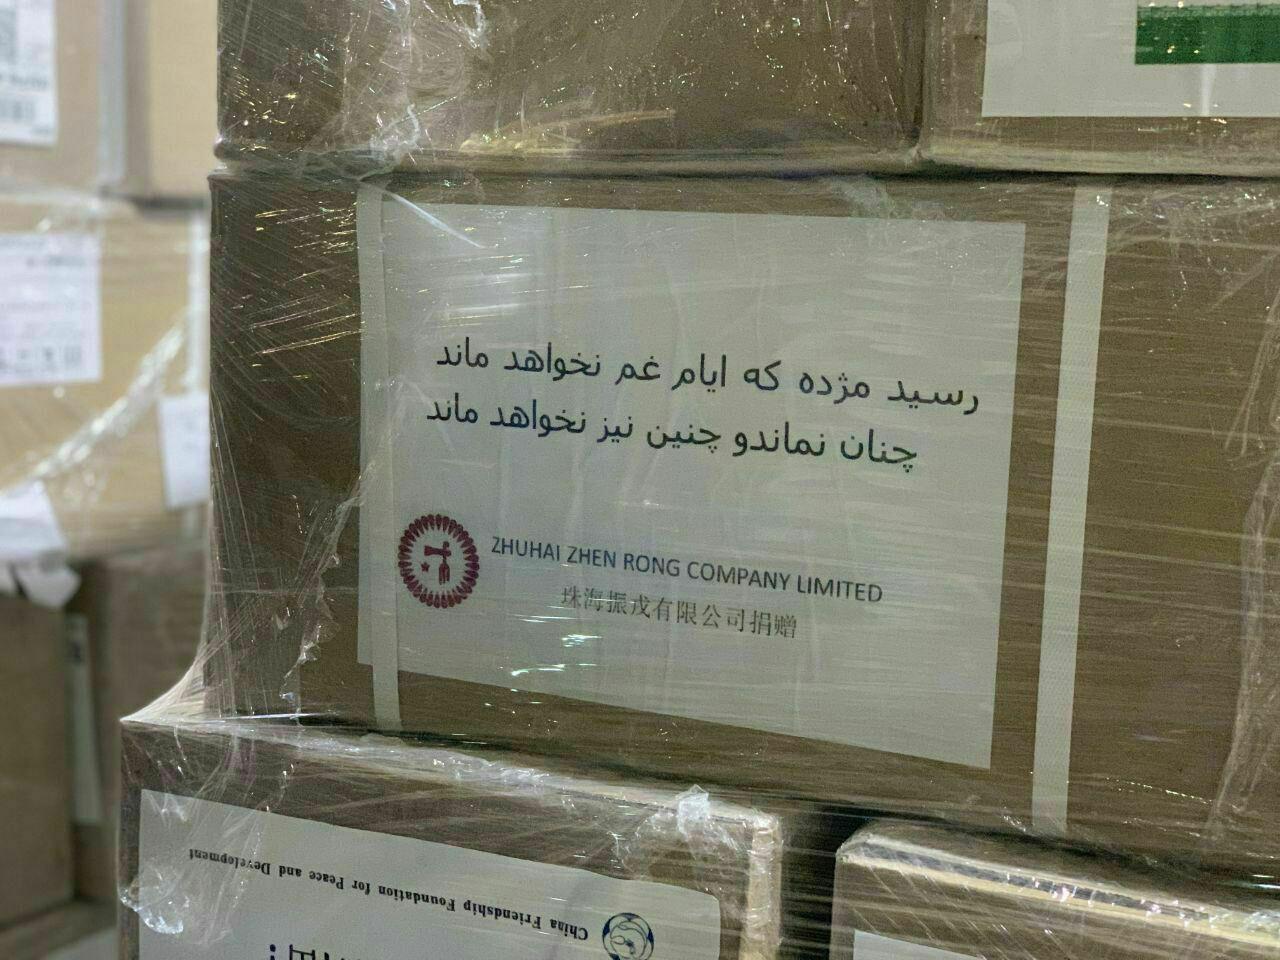 رسید مژده که ایام غم نخواهد ماند
چنان نماندو چنین نیز نخواهد ماند
ZHUHAI ZHEN RONG COMPANY LIMITED
珠海振戎有限公司捐赠
China Friendship Foundation for Peace and Development